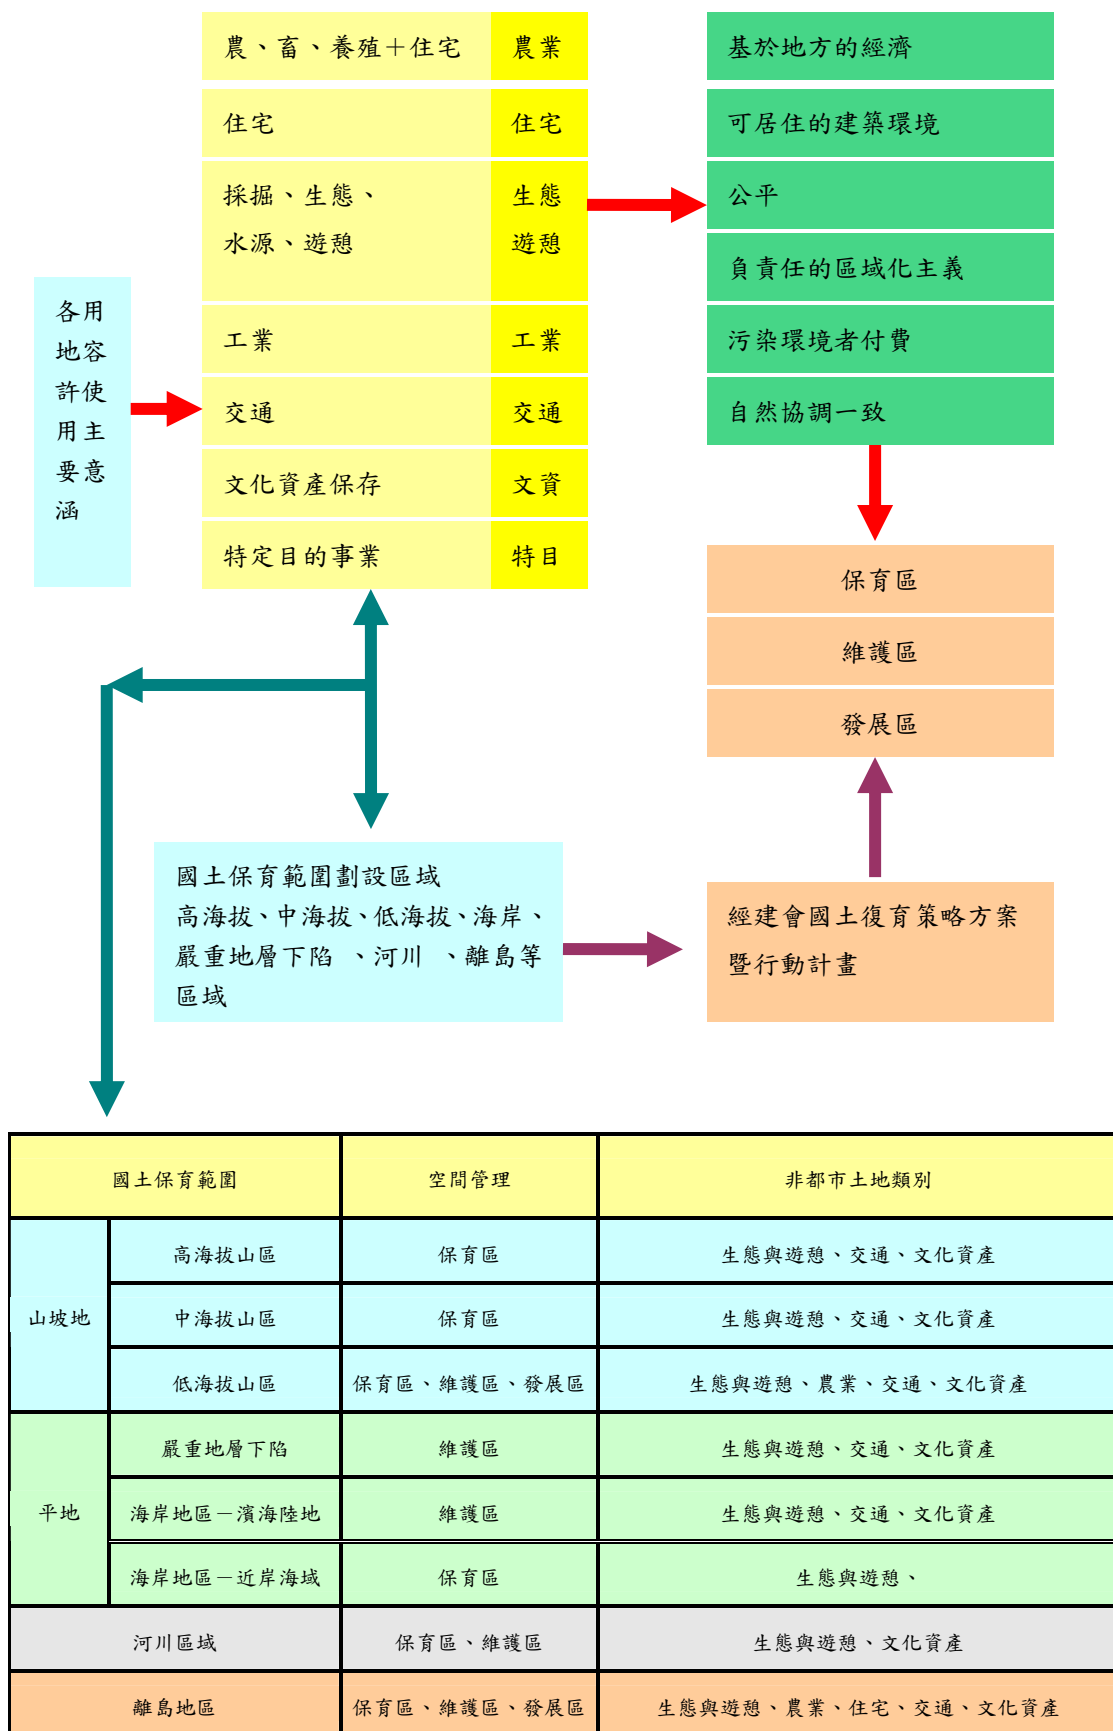 農、畜、養殖＋住宅 農業
住宅 住宅
採掘、生態、 生態
水源、遊憩 遊憩
工業 工業
交通 交通
文化資產保存 文資
特定目的事業 特目
基於地方的經濟
可居住的建築環境
公平
負責任的區域化主義
污染環境者付費
自然協調一致
各用
地容
許使
用主
要意
涵
保育區
維護區
發展區
國土保育範圍劃設區域
高海拔、中海拔、低海拔、海岸、
嚴重地層下陷 、河川 、離島等
區域
經建會國土復育策略方案
暨行動計畫
國土保育範圍 空間管理 非都市土地類別
山坡地
高海拔山區 保育區 生態與遊憩、交通、文化資產
中海拔山區 保育區 生態與遊憩、交通、文化資產
低海拔山區 保育區、維護區、發展區 生態與遊憩、農業、交通、文化資產
平地
嚴重地層下陷 維護區 生態與遊憩、交通、文化資產
海岸地區－濱海陸地 維護區 生態與遊憩、交通、文化資產
海岸地區－近岸海域 保育區 生態與遊憩、
河川區域 保育區、維護區 生態與遊憩、文化資產
離島地區 保育區、維護區、發展區 生態與遊憩、農業、住宅、交通、文化資產